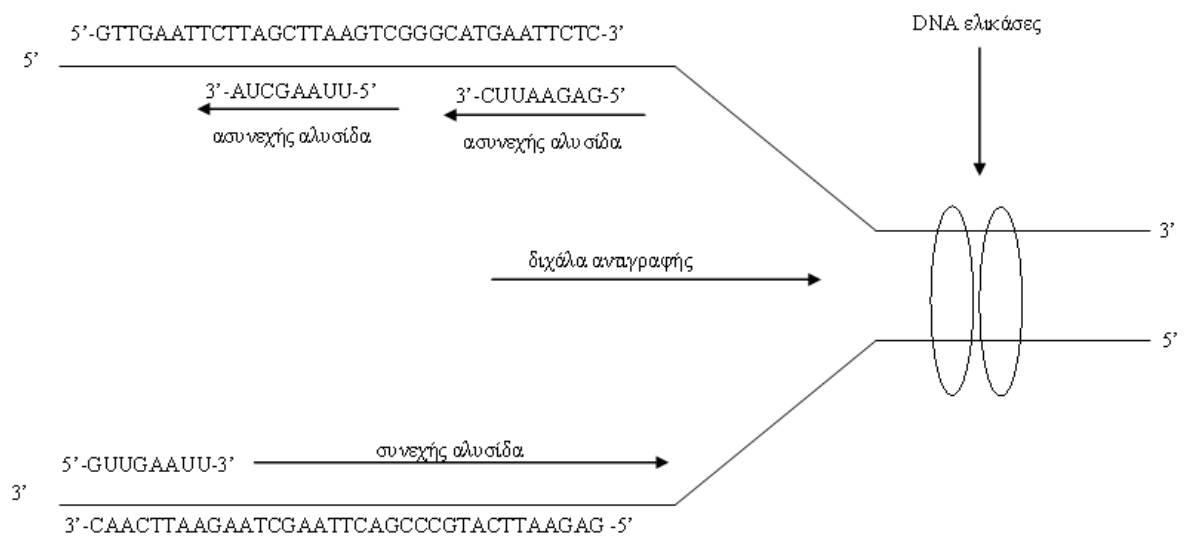 5’-GTTGAATTCTTAGCTTAAGTCGGGCATGAATTCTC-3’
DNA ελικάσες
5’
3’-AUCGAAUU-5’
3’-CUUAAGAG-5’
ασυνεχής αλυσίδα
ασυνεχής αλυσίδα
3’
διχάλα αντιγραφής
5’
5’-GUUGAAUU-3’
συνεχής αλυσίδα
3’
3’-CAACTTAAGAATCGAATTCAGCCCGTACTTAAGAG -5’